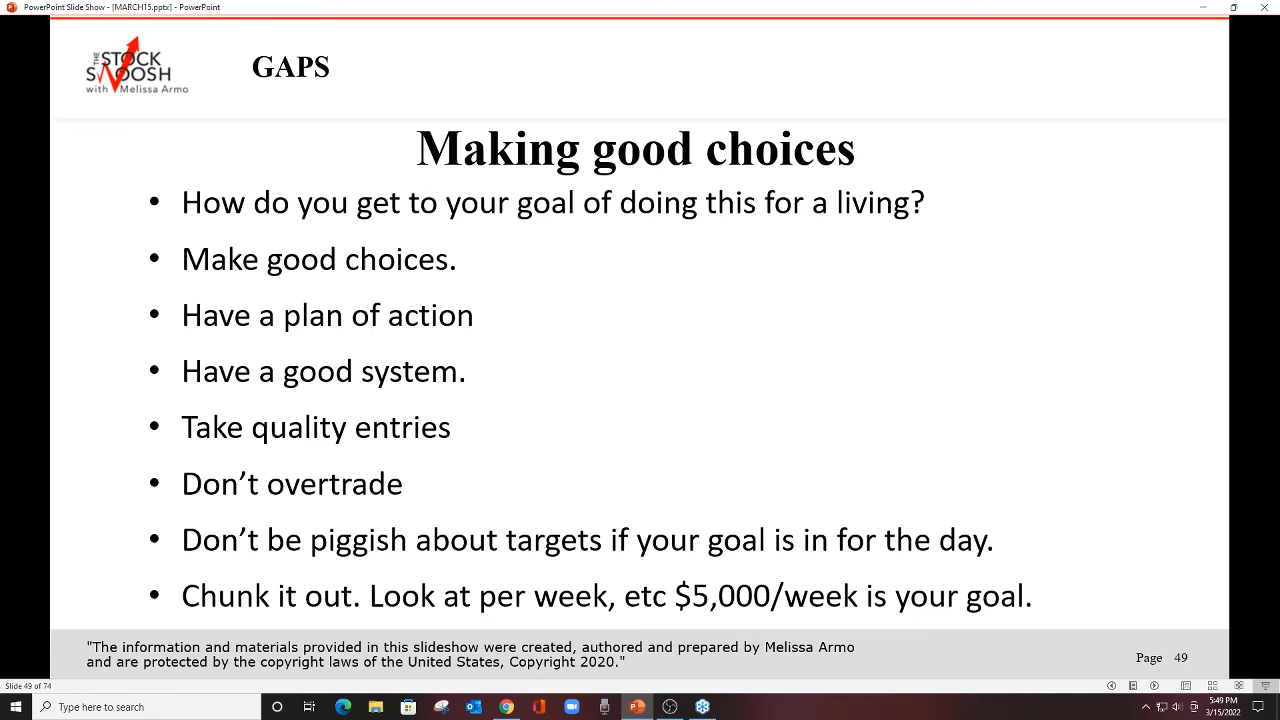 PowerPoint Slide Show - [MARCH15.pptx] - PowerPoint
THE
STOCK
SWOOSH
with Melissa Armo
GAPS
Making good choices
• How do you get to your goal of doing this for a living?
• Make good choices.
• Have a plan of action
• Have a good system.
• Take quality entries
• Don’t overtrade
• Don’t be piggish about targets if your goal is in for the day.
• Chunk it out. Look at per week, etc $5,000/week is your goal.
"The information and materials provided in this slideshow were created, authored and prepared by Melissa Armo
and are protected by the copyright laws of the United States, Copyright 2020."
Page 49
Slide 49 of 74
Type here to search
5:49 PM
3/15/2022